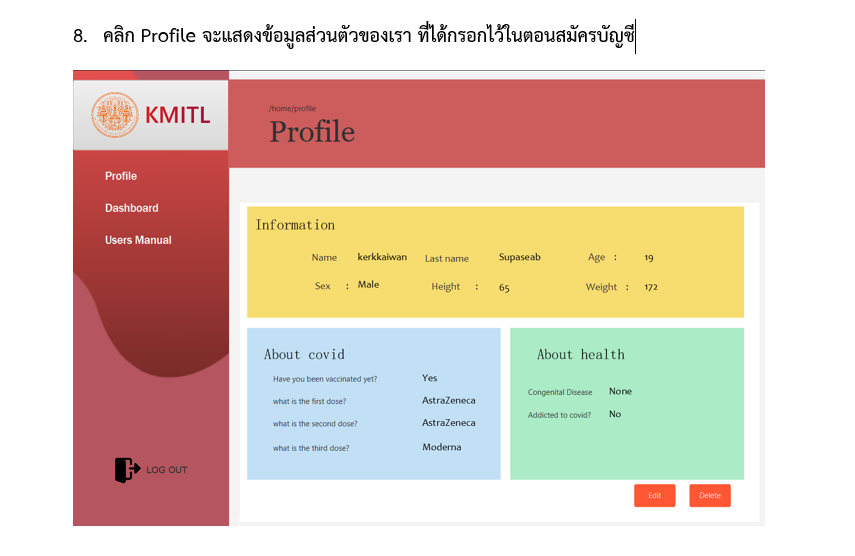 8. คลิก Profile จะแสดงข้อมูลส่วนตัวของเรา ที่ได้กรอกไว้ในตอนสมัครบัญชี
KMITL
/home/profile
Profile
Profile
Dashboard
Users Manual
LOG OUT
Information
Name kerkkaiwan Last name Supaseab Age : 19
Sex : Male Height : 65 Weight : 172
About covid
Have you been vaccinated yet? Yes
what is the first dose? AstraZeneca
what is the second dose? AstraZeneca
what is the third dose? Moderna
About health
Congenital Disease None
Addicted to covid? No
Edit Delete